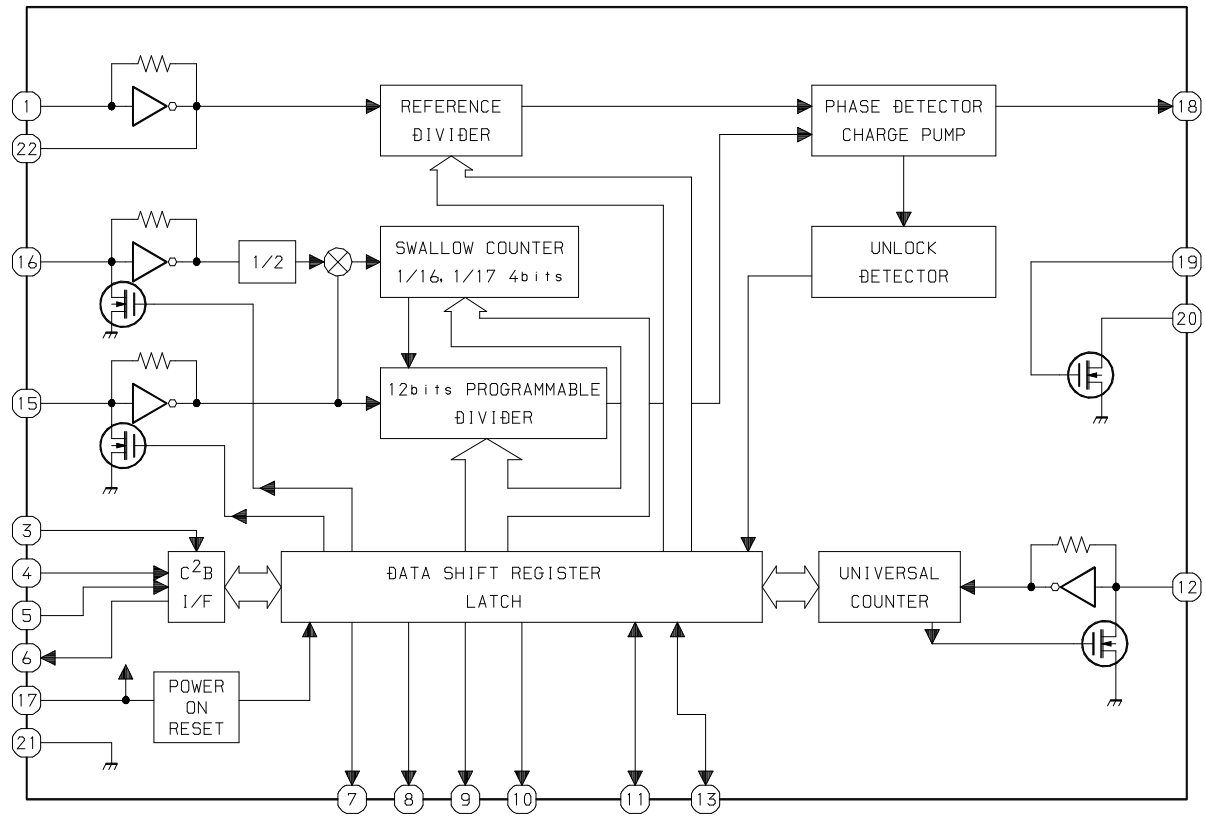 1
REFERENCE
DIVIDER
PHASE DETECTOR
CHARGE PUMP
18
22
16
1/2
SWALLOW COUNTER
1/16, 1/17 4bits
UNLOCK
DETECTOR
19
20
15
12bits PROGRAMMABLE
DIVIDER
3
4
5
6
C2B
I/F
DATA SHIFT REGISTER
LATCH
UNIVERSAL
COUNTER
12
17
POWER
ON
RESET
21
7
8
9
10
11
13